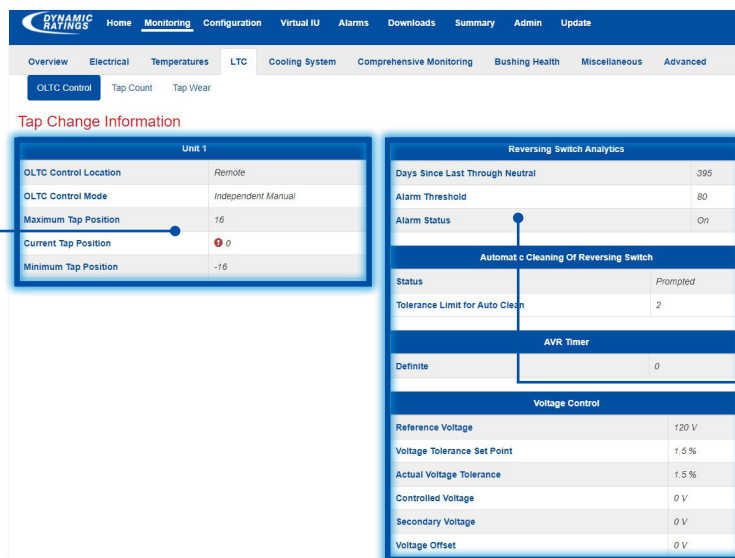 DYNAMIC RATINGS
Home Monitoring Configuration Virtual IU Alarms Downloads Summary Admin Update
Overview Electrical Temperatures LTC Cooling System Comprehensive Monitoring Bushing Health Miscellaneous Advanced
OLTC Control Tap Count Tap Wear
Tap Change Information
Unit 1
OLTC Control Location Remote
OLTC Control Mode Independent Manual
Maximum Tap Position 16
Current Tap Position 0
Minimum Tap Position -16
Reversing Switch Analytics
Days Since Last Through Neutral 395
Alarm Threshold 80
Alarm Status On
Automatic Cleaning Of Reversing Switch
Status Prompted
Tolerance Limit for Auto Clean 2
AVR Timer
Definite 0
Voltage Control
Reference Voltage 120 V
Voltage Tolerance Set Point 1.5 %
Actual Voltage Tolerance 1.5 %
Controlled Voltage 0 V
Secondary Voltage 0 V
Voltage Offset 0 V